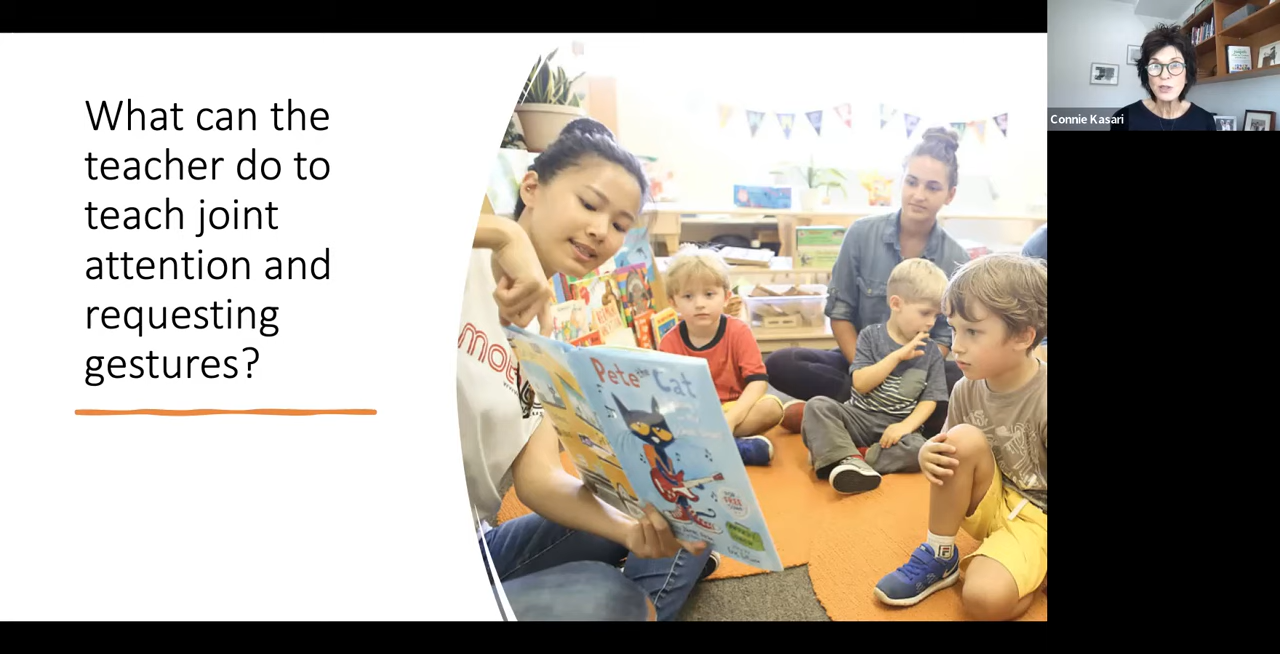 What can the
teacher do to
teach joint
attention and
requesting
gestures?
Connie Kasari
Pete the Cat